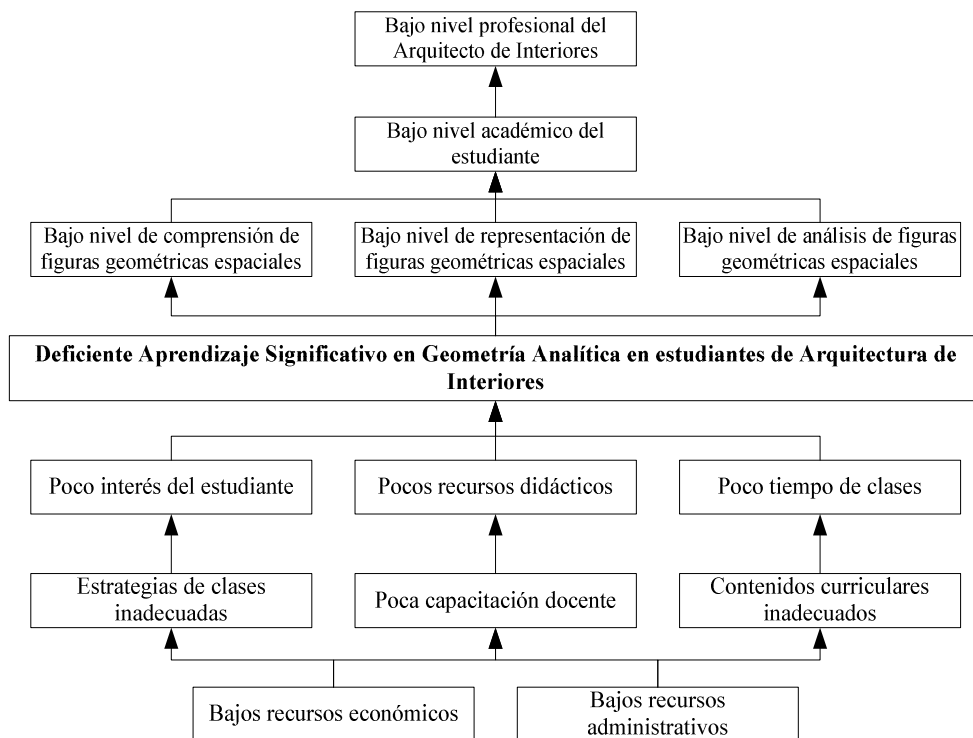 Bajo nivel profesional del
Arquitecto de Interiores
Bajo nivel académico del
estudiante
Bajo nivel de comprensión de
figuras geométricas espaciales
Bajo nivel de representación de
figuras geométricas espaciales
Bajo nivel de análisis de figuras
geométricas espaciales
Deficiente Aprendizaje Significativo en Geometría Analítica en estudiantes de Arquitectura de
Interiores
Poco interés del estudiante
Pocos recursos didácticos
Poco tiempo de clases
Estrategias de clases
inadecuadas
Poca capacitación docente
Contenidos curriculares
inadecuados
Bajos recursos económicos
Bajos recursos
administrativos